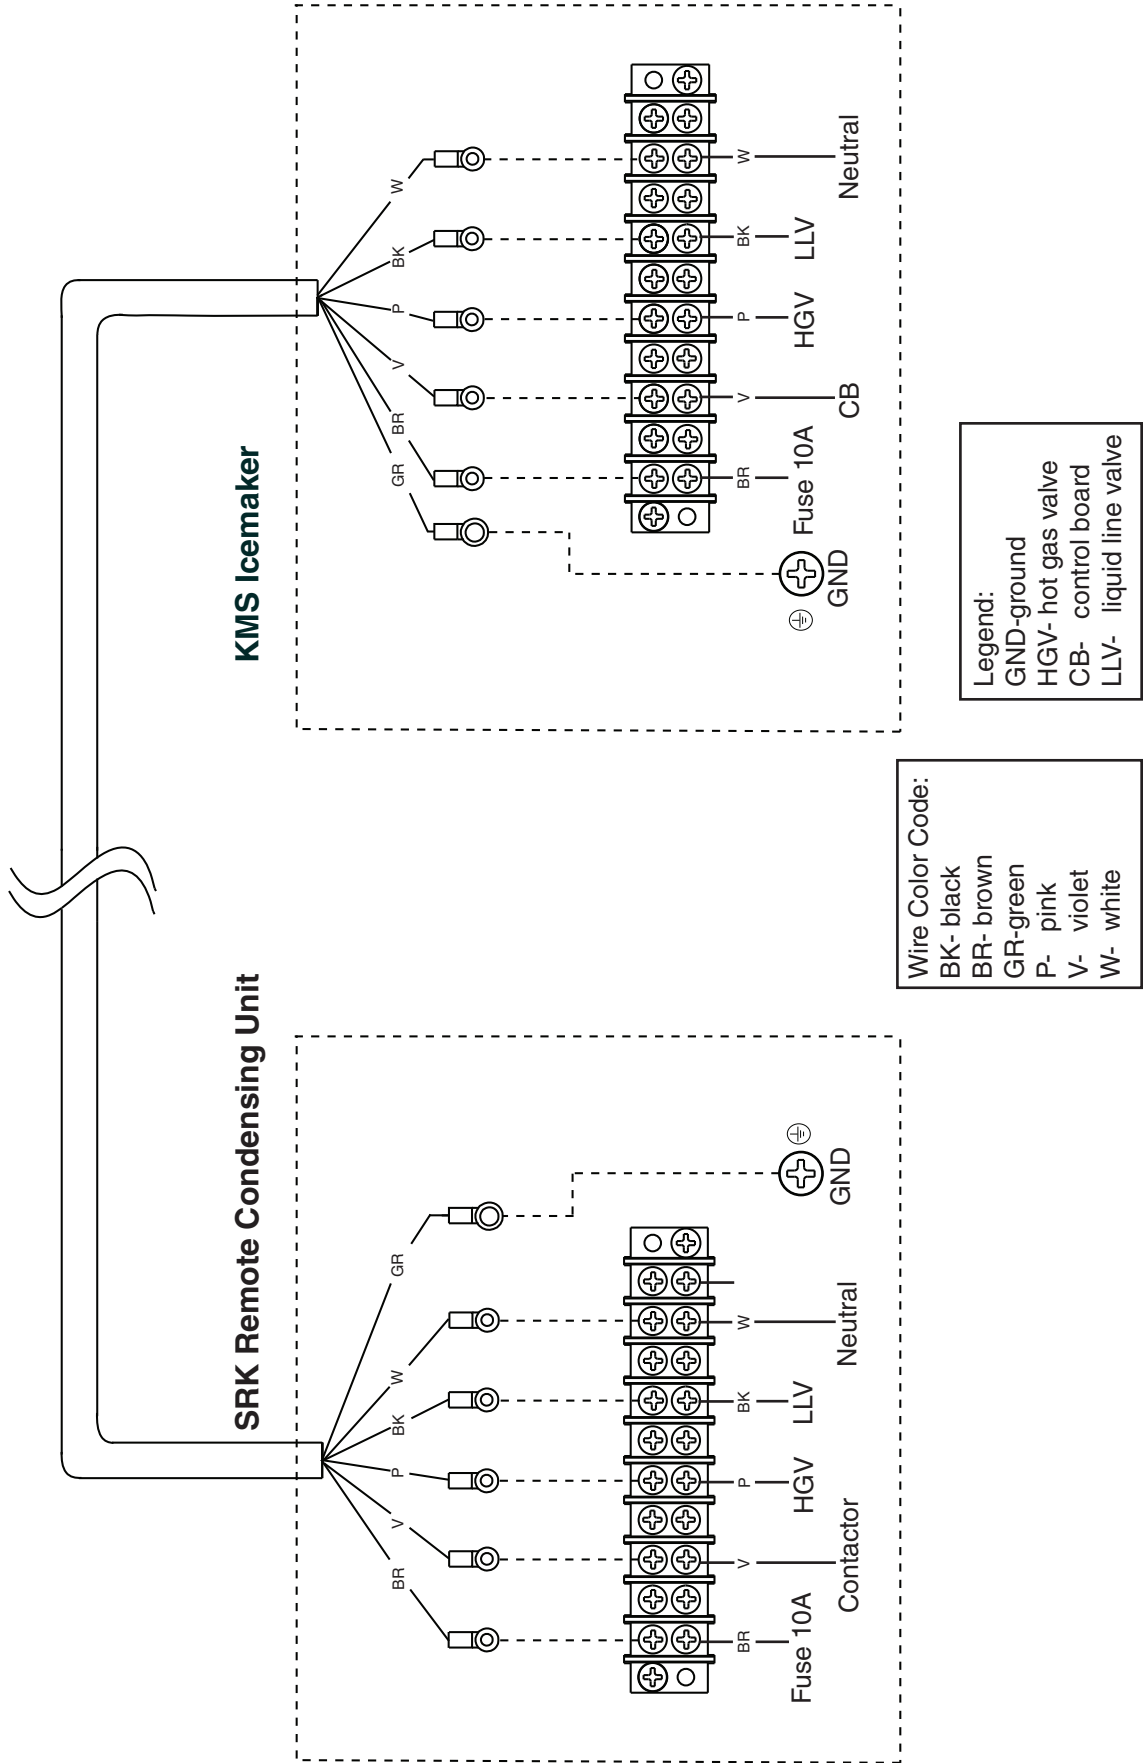 SRK Remote Condensing Unit
BR V P BK W GR
BR V P BK W
Fuse 10A Contactor HGV LLV Neutral GND
KMS Icemaker
GR BR V P BK W
BR V P BK W
GND Fuse 10A CB HGV LLV Neutral
Wire Color Code:
BK- black
BR- brown
GR-green
P- pink
V- violet
W- white
Legend:
GND-ground
HGV- hot gas valve
CB- control board
LLV- liquid line valve